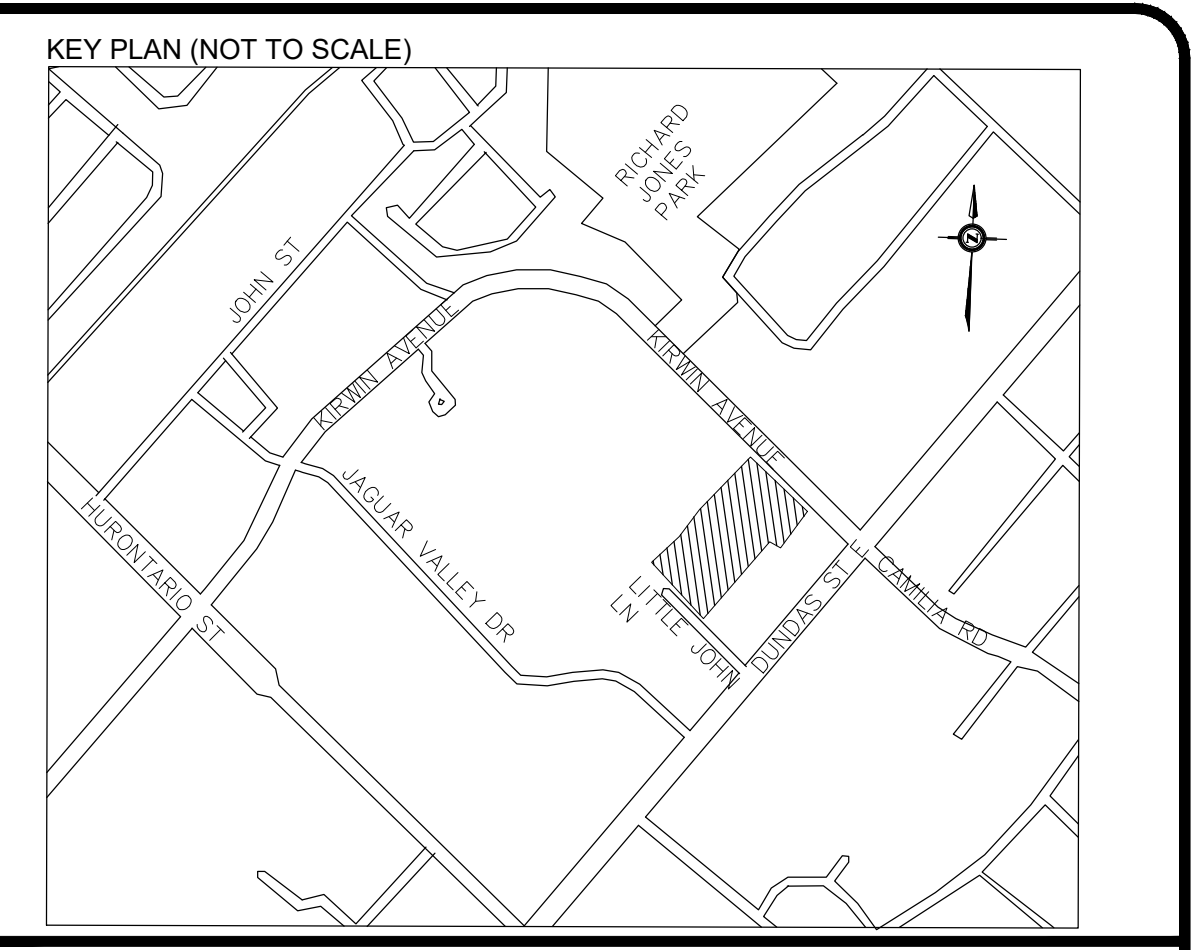 KEY PLAN (NOT TO SCALE)
RICHARD
JONES
PARK
Z
JOHN ST
KIRWIN AVENUE
KIRWIN AVENUE
JAGUAR VALLEY DR
HURONTARIO ST
LITTLE JOHN
LN
DUNDAS ST E
CAMILIA RD